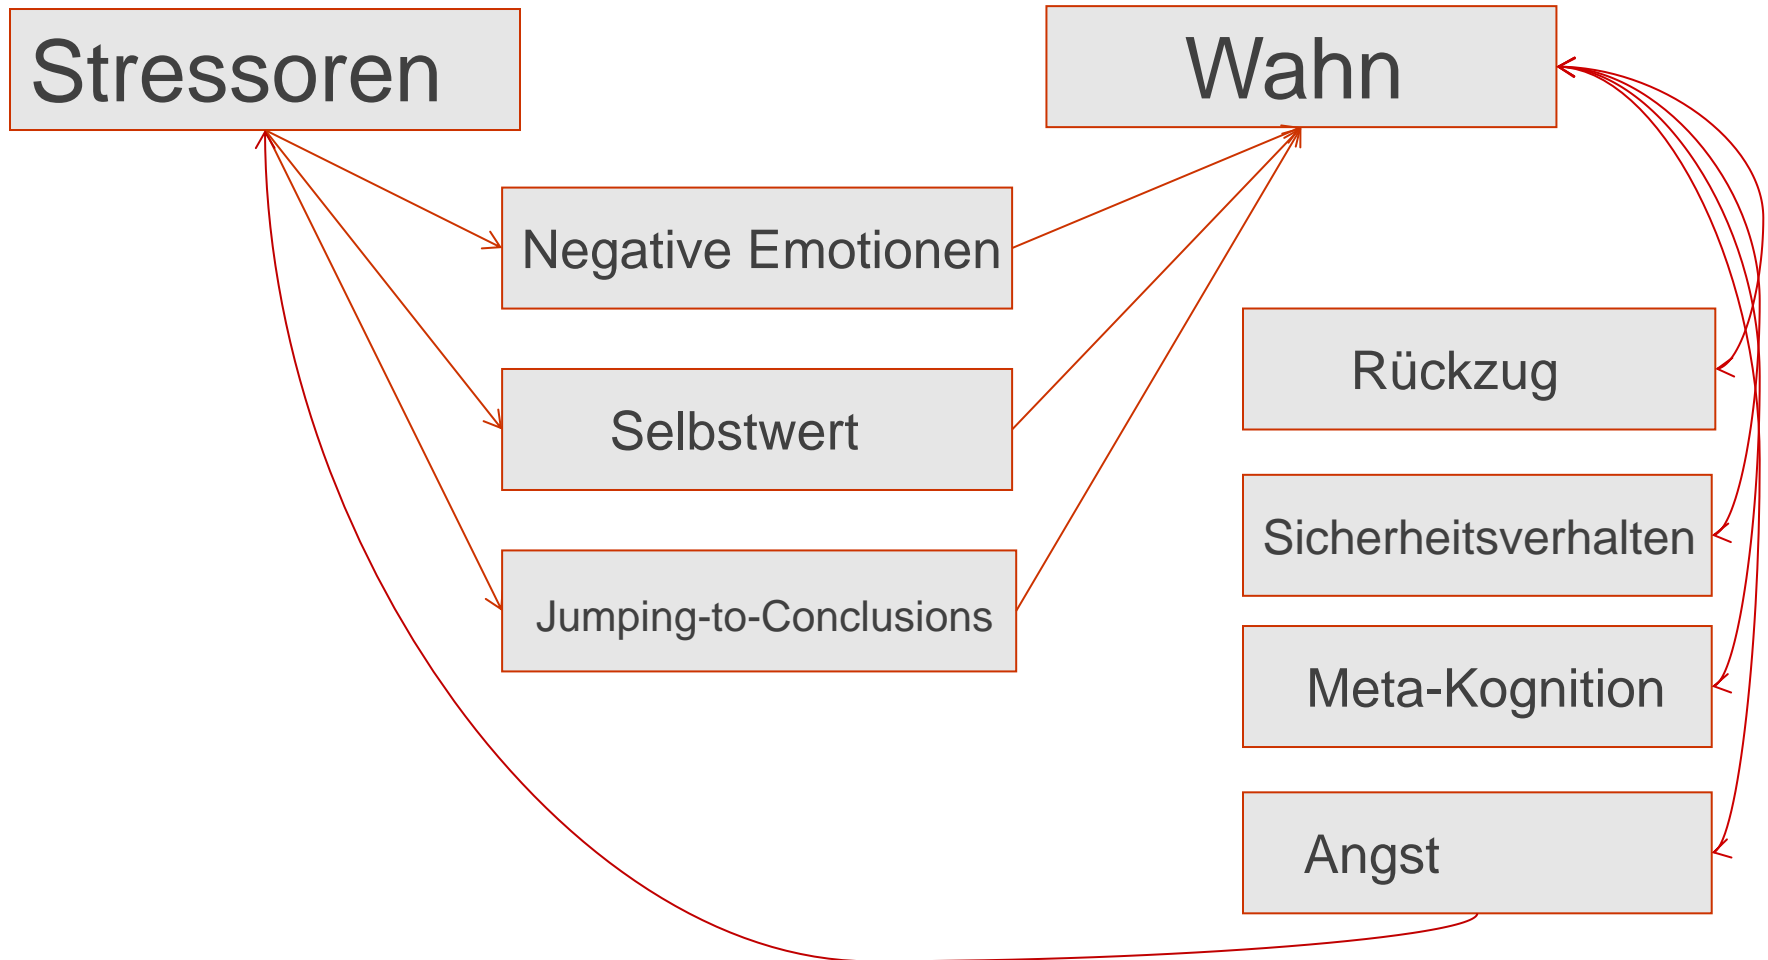 Stressoren
Wahn
Negative Emotionen
Selbstwert
Jumping-to-Conclusions
Rückzug
Sicherheitsverhalten
Meta-Kognition
Angst